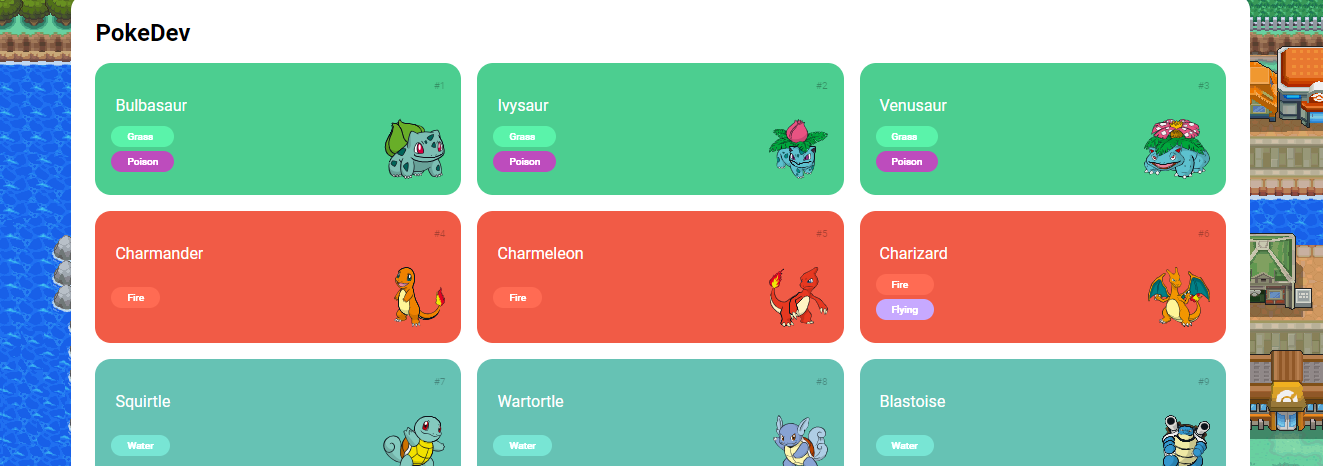 PokeDev
#1
Bulbasaur
Grass
Poison
#2
Ivysaur
Grass
Poison
#3
Venusaur
Grass
Poison
#4
Charmander
Fire
#5
Charmeleon
Fire
#6
Charizard
Fire
Flying
#7
Squirtle
Water
#8
Wartortle
Water
#9
Blastoise
Water